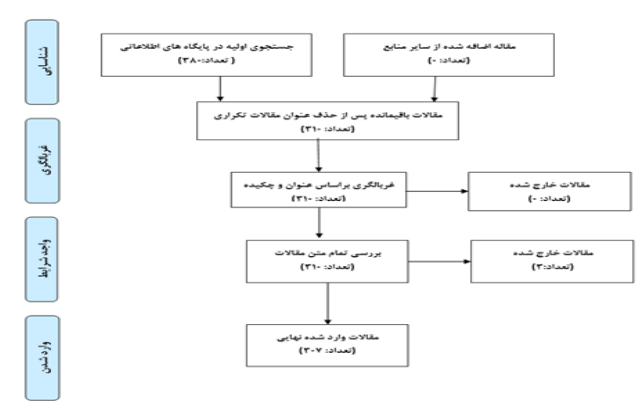 شناسایی
جستجوی اولیه در پایگاه های اطلاعاتی
( تعداد:۳۸۰)
مقاله اضافه شده از سایر منابع
(تعداد: ۰)
مقالات باقیمانده پس از حذف عنوان مقالات تکراری
(تعداد: ۳۱۰)
غربالگری
غربالگری براساس عنوان و چکیده
(تعداد: ۳۱۰)
مقالات خارج شده
(تعداد: ۰)
واجد شرایط
بررسی تمام متن مقالات
(تعداد: ۳۱۰)
مقالات خارج شده
(تعداد:۳)
وارد شدن
مقالات وارد شده نهایی
(تعداد: ۳۰۷)